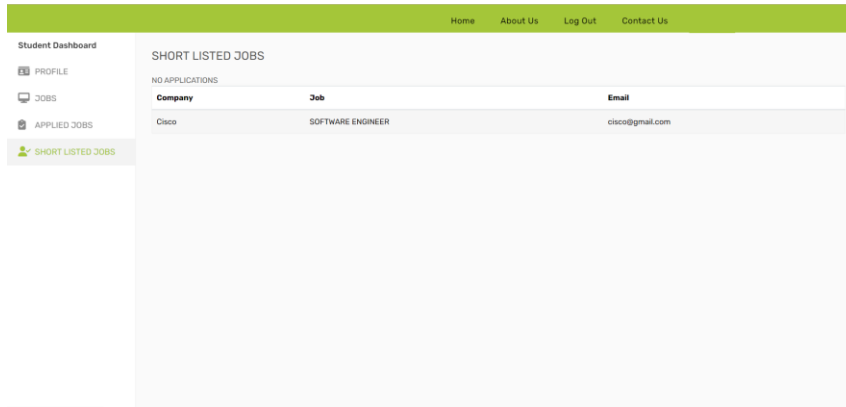 Home About Us Log Out Contact Us
Student Dashboard
PROFILE
JOBS
APPLIED JOBS
SHORT LISTED JOBS
SHORT LISTED JOBS
NO APPLICATIONS
Company Job Email
Cisco SOFTWARE ENGINEER cisco@gmail.com